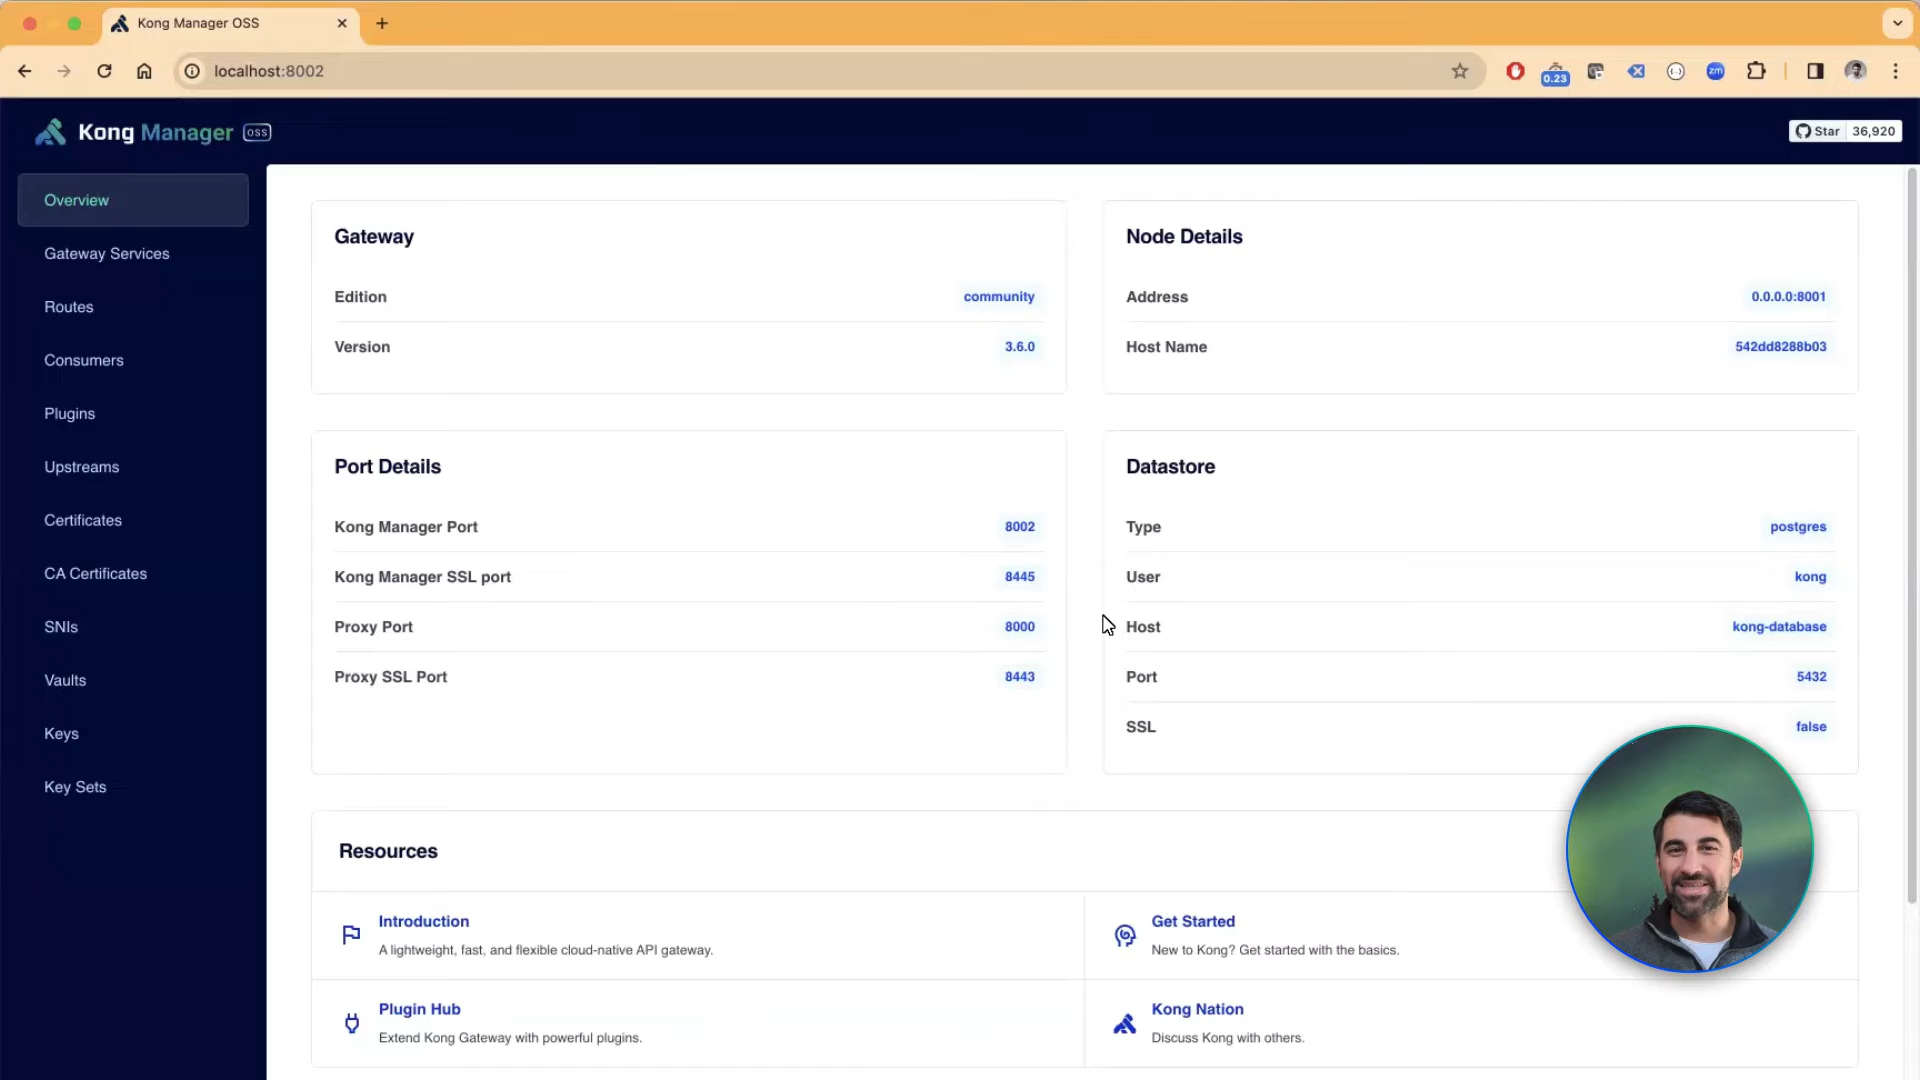 Kong Manager OSS
localhost:8002
0.23
zm
Kong Manager OSS
Star 36,920
Overview
Gateway Services
Routes
Consumers
Plugins
Upstreams
Certificates
CA Certificates
SNIs
Vaults
Keys
Key Sets
Gateway
Edition community
Version 3.6.0
Node Details
Address 0.0.0.0:8001
Host Name 542dd8288b03
Port Details
Kong Manager Port 8002
Kong Manager SSL port 8445
Proxy Port 8000
Proxy SSL Port 8443
Datastore
Type postgres
User kong
Host kong-database
Port 5432
SSL false
Resources
Introduction
A lightweight, fast, and flexible cloud-native API gateway.
Get Started
New to Kong? Get started with the basics.
Plugin Hub
Extend Kong Gateway with powerful plugins.
Kong Nation
Discuss Kong with others.